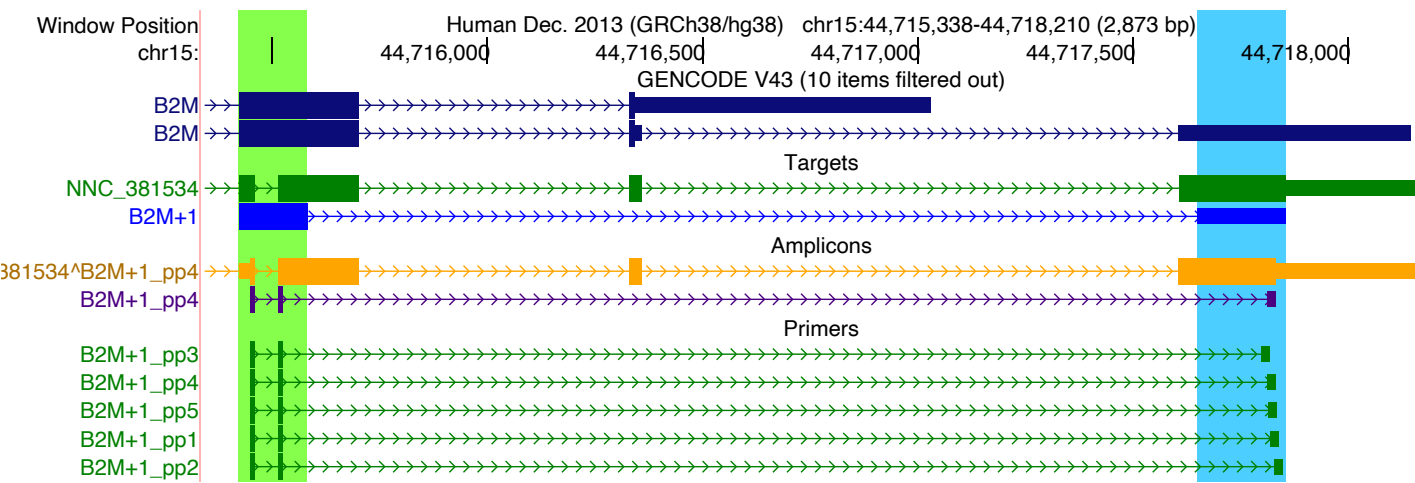 Window Position Human Dec. 2013 (GRCh38/hg38) chr15:44,715,338-44,718,210 (2,873 bp)
chr15: 44,716,000 44,716,500 44,717,000 44,717,500 44,718,000
GENCODE V43 (10 items filtered out)
B2M
B2M
Targets
NNC_381534
B2M+1
Amplicons
381534^B2M+1_pp4
B2M+1_pp4
Primers
B2M+1_pp3
B2M+1_pp4
B2M+1_pp5
B2M+1_pp1
B2M+1_pp2